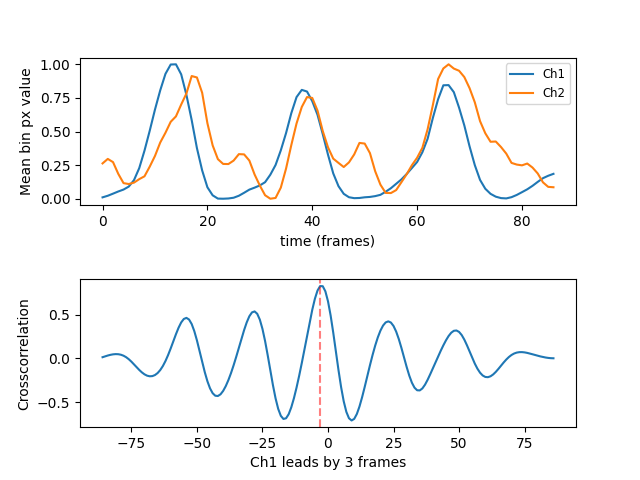 1.00
0.75
0.50
0.25
0.00
Mean bin px value
Ch1
Ch2
0 20 40 60 80
time (frames)
0.5
0.0
−0.5
Crosscorrelation
−75 −50 −25 0 25 50 75
Ch1 leads by 3 frames